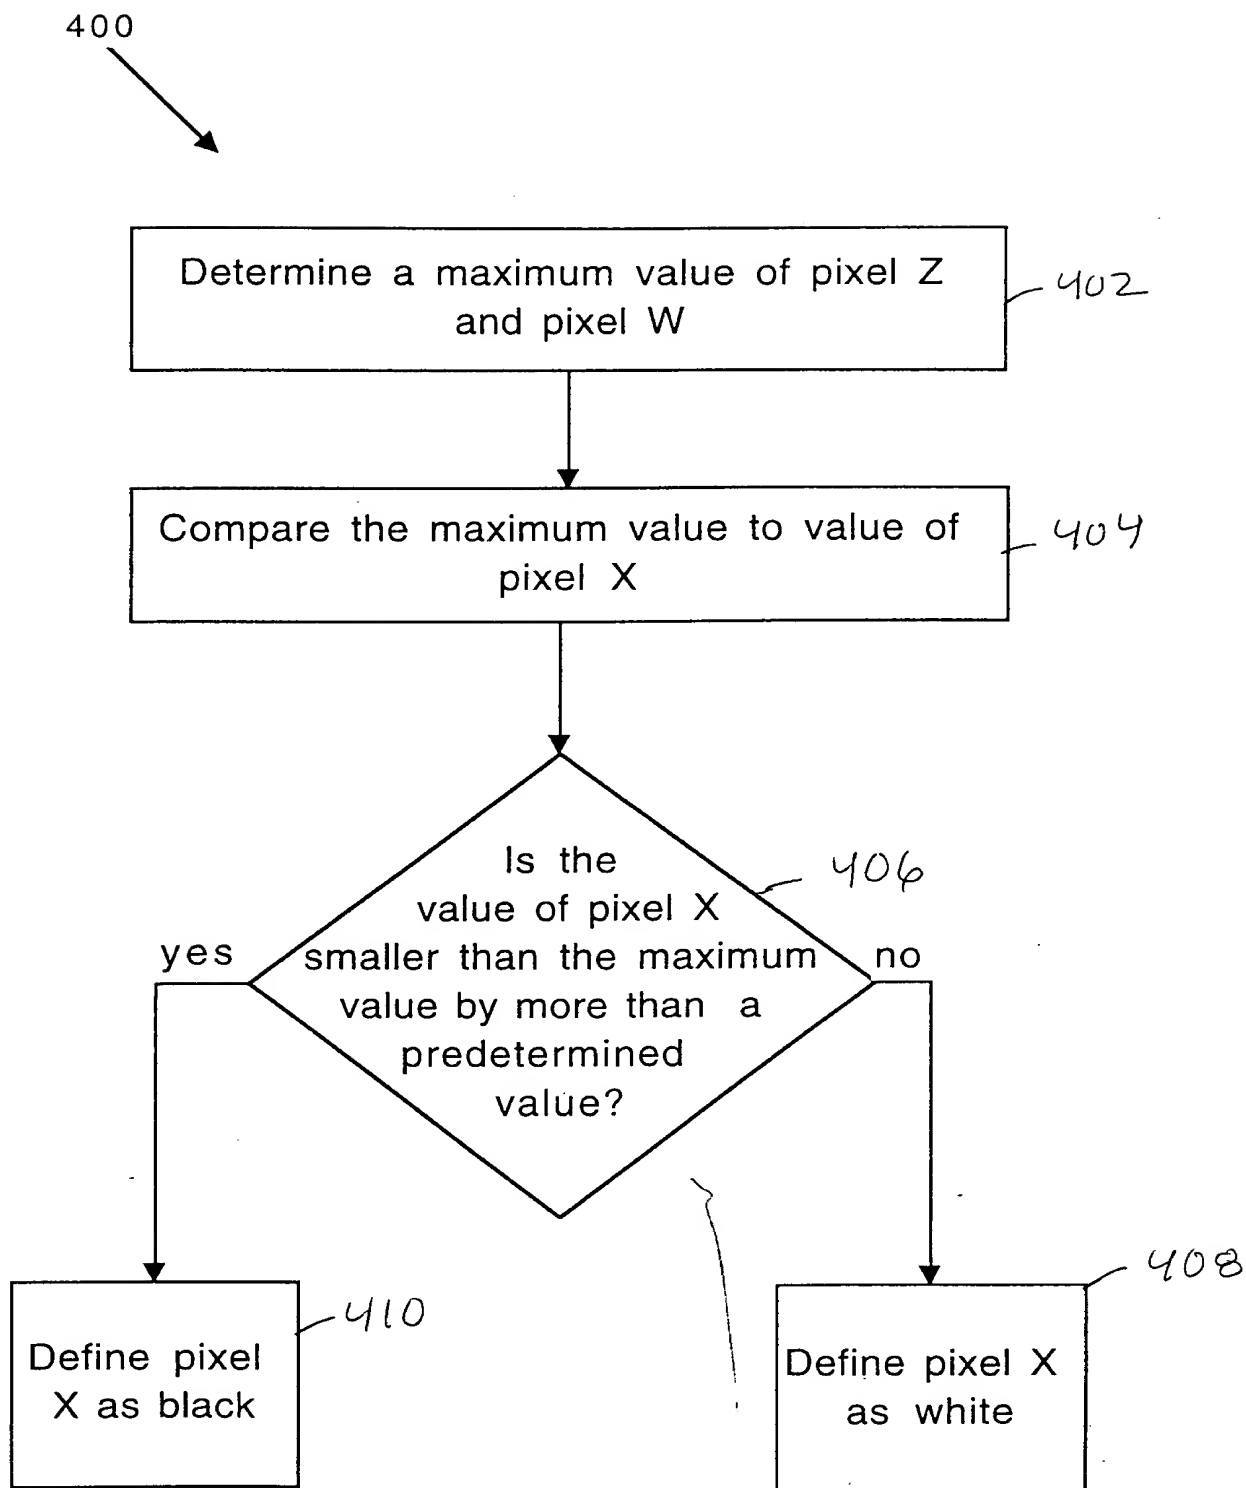 400
Determine a maximum value of pixel Z
and pixel W
402
Compare the maximum value to value of
pixel X
404
Is the
value of pixel X
smaller than the maximum
value by more than a
predetermined
value?
406
yes
no
Define pixel
X as black
410
Define pixel X
as white
408